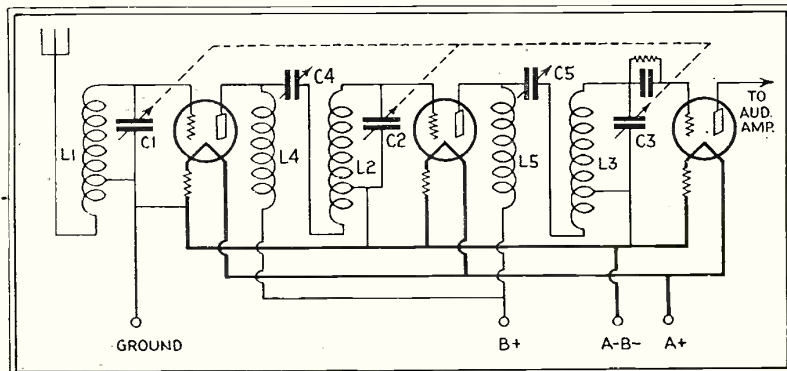 C4
C5
C1
C2
C3
TO
AUD.
AMP.
L1
L4
L2
L5
L3
GROUND
B+
A-B-
A+